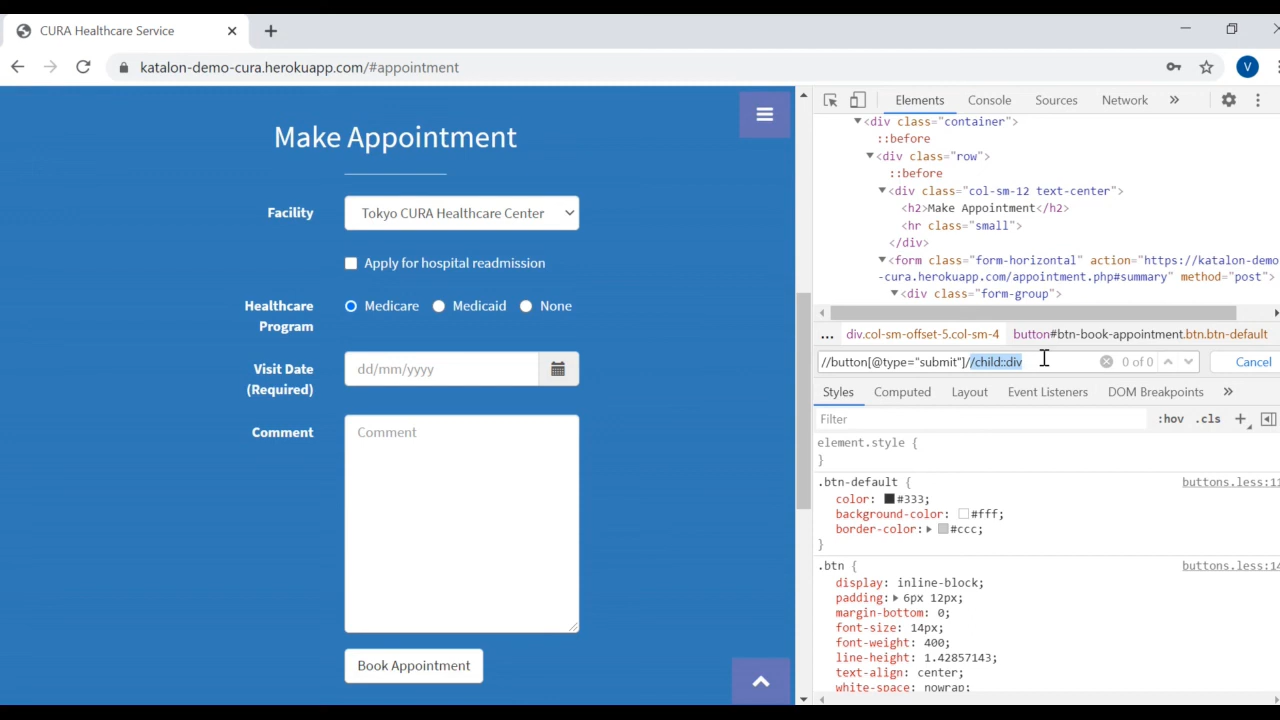 CURA Healthcare Service
katalon-demo-cura.herokuapp.com/#appointment
V
Make Appointment
Facility
Tokyo CURA Healthcare Center
Apply for hospital readmission
Healthcare Program
Medicare
Medicaid
None
Visit Date (Required)
dd/mm/yyyy
Comment
Comment
Book Appointment
Elements Console Sources Network »
<div class="container">
::before
<div class="row">
::before
<div class="col-sm-12 text-center">
<h2>Make Appointment</h2>
<hr class="small">
</div>
<form class="form-horizontal" action="https://katalon-demo
-cura.herokuapp.com/appointment.php#summary" method="post">
<div class="form-group">
... div.col-sm-offset-5.col-sm-4 button#btn-book-appointment.btn.btn-default
//button[@type="submit"]//child::div 0 of 0 Cancel
Styles Computed Layout Event Listeners DOM Breakpoints »
Filter :hov .cls +
element.style {
}
.btn-default { buttons.less:11
color: #333;
background-color: #fff;
border-color: #ccc;
}
.btn { buttons.less:14
display: inline-block;
padding: 6px 12px;
margin-bottom: 0;
font-size: 14px;
font-weight: 400;
line-height: 1.42857143;
text-align: center;
white-space: nowrap;